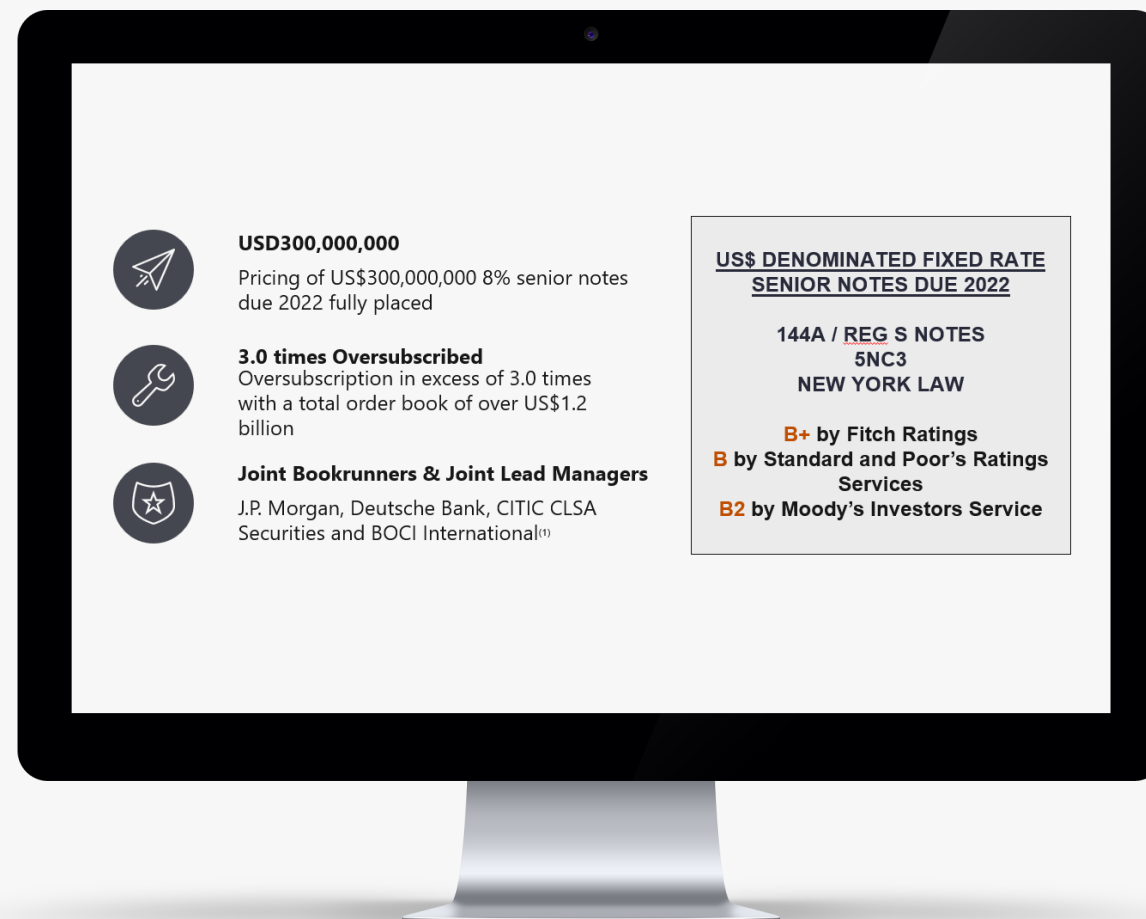 USD300,000,000
Pricing of US$300,000,000 8% senior notes
due 2022 fully placed
3.0 times Oversubscribed
Oversubscription in excess of 3.0 times
with a total order book of over US$1.2
billion
Joint Bookrunners & Joint Lead Managers
J.P. Morgan, Deutsche Bank, CITIC CLSA
Securities and BOCI International(1)
US$ DENOMINATED FIXED RATE
SENIOR NOTES DUE 2022
144A / REG S NOTES
5NC3
NEW YORK LAW
B+ by Fitch Ratings
B by Standard and Poor’s Ratings
Services
B2 by Moody’s Investors Service